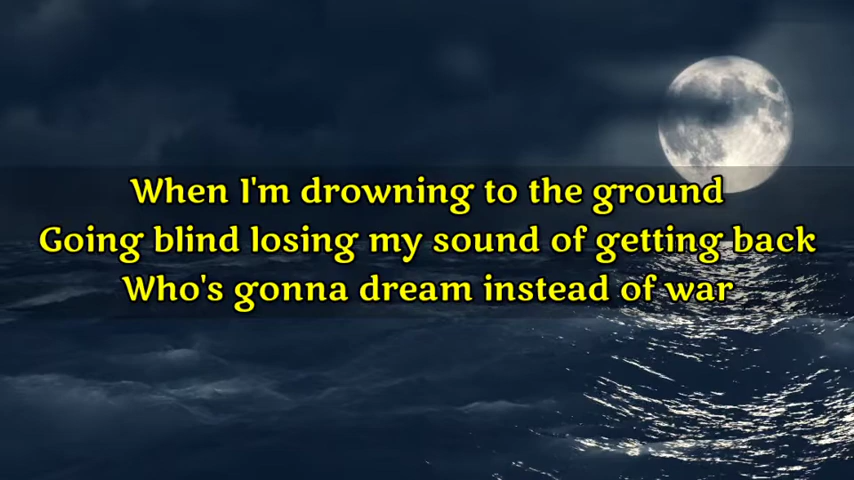 When I'm drowning to the ground
Going blind losing my sound of getting back
Who's gonna dream instead of war